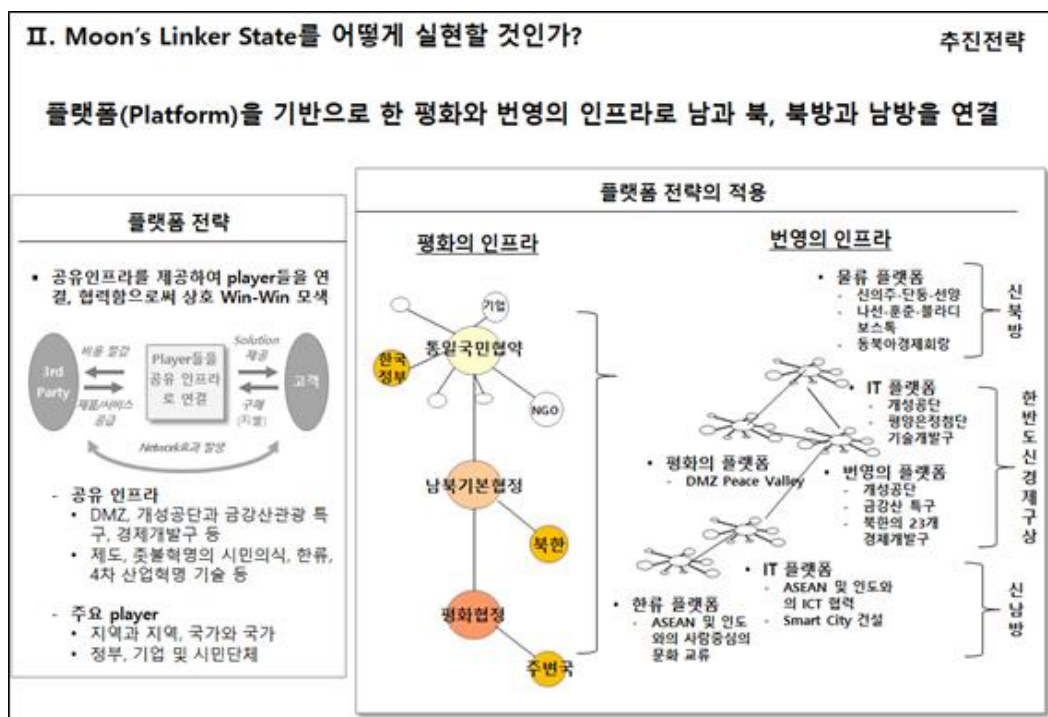 Ⅱ. Moon's Linker State를 어떻게 실현할 것인가?
추진전략
플랫폼(Platform)을 기반으로 한 평화와 번영의 인프라로 남과 북, 북방과 남방을 연결
플랫폼 전략
• 공유인프라를 제공하여 player들을 연
결, 협력함으로써 상호 Win-Win 모색
3rd
Party
비용 절감
제품/서비스
공급
Player들을
공유 인프라
로 연결
Solution
제공
구매
(지불)
고객
Network효과 발생
- 공유 인프라
• DMZ, 개성공단과 금강산관광 특
구, 경제개발구 등
• 제도, 촛불혁명의 시민의식, 한류,
4차 산업혁명 기술 등
- 주요 player
• 지역과 지역, 국가와 국가
• 정부, 기업 및 시민단체
플랫폼 전략의 적용
평화의 인프라
기업
통일국민협약
한국
정부
NGO
남북기본협정
북한
평화협정
주변국
번영의 인프라
• 물류 플랫폼
- 신의주-단동-선양
- 나선-훈춘-블라디
보스톡
- 동북아경제회랑
신북방
• IT 플랫폼
- 개성공단
- 평양은정첨단
기술개발구
• 평화의 플랫폼
- DMZ Peace Valley
• 번영의 플랫폼
- 개성공단
- 금강산 특구
- 북한의 23개
경제개발구
한반도신경제구상
• IT 플랫폼
- ASEAN 및 인도와
의 ICT 협력
- Smart City 건설
• 한류 플랫폼
- ASEAN 및 인도
와의 사람중심의
문화 교류
신남방